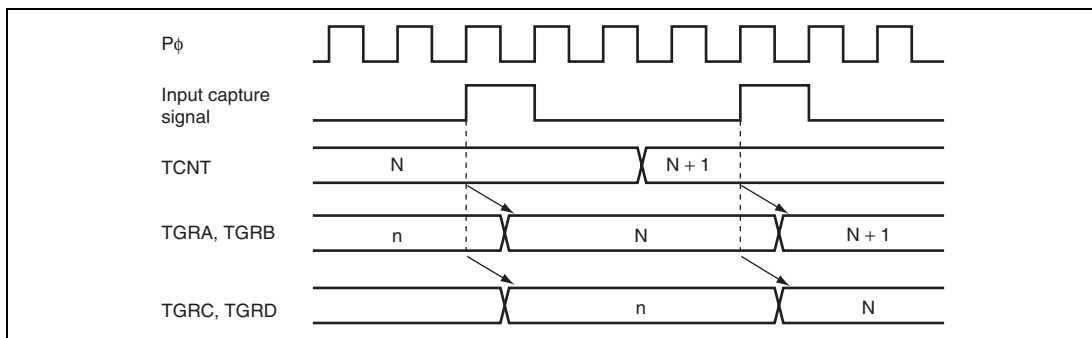 Pϕ
Input capture
signal
TCNT
N
N + 1
TGRA, TGRB
n
N
N + 1
TGRC, TGRD
n
N